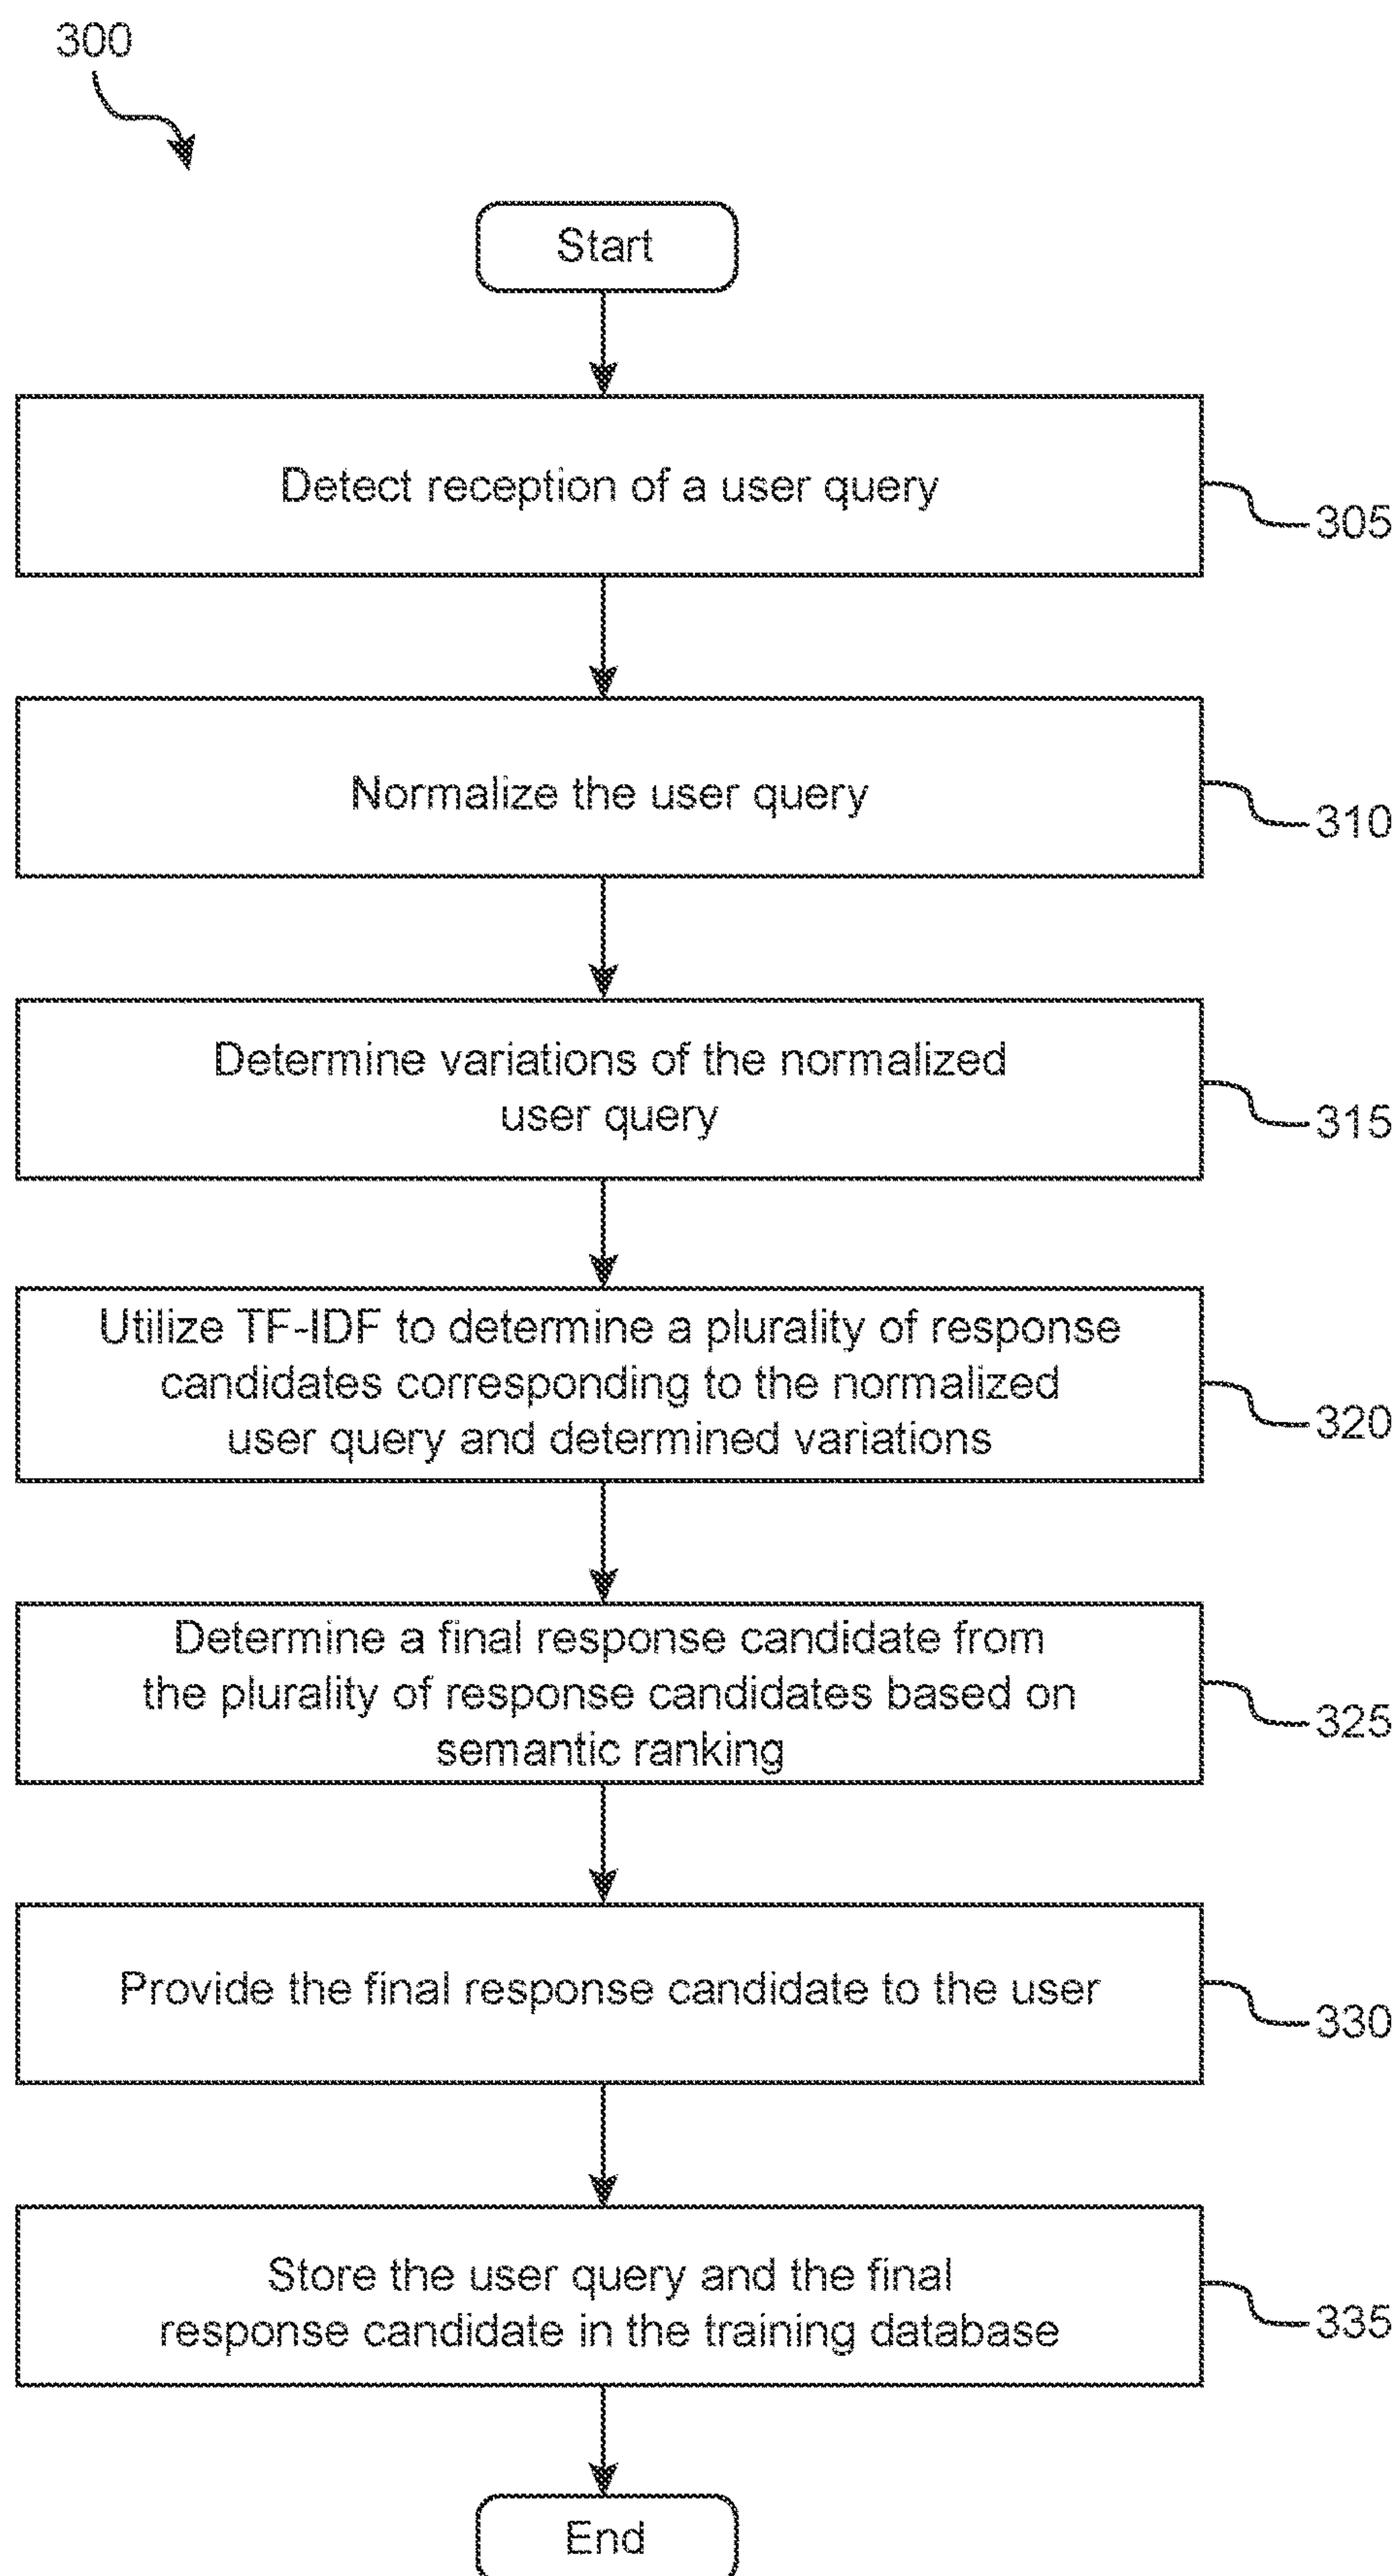 300
Start
Detect reception of a user query
305
Normalize the user query
310
Determine variations of the normalized
user query
315
Utilize TF-IDF to determine a plurality of response
candidates corresponding to the normalized
user query and determined variations
320
Determine a final response candidate from
the plurality of response candidates based on
semantic ranking
325
Provide the final response candidate to the user
330
Store the user query and the final
response candidate in the training database
335
End